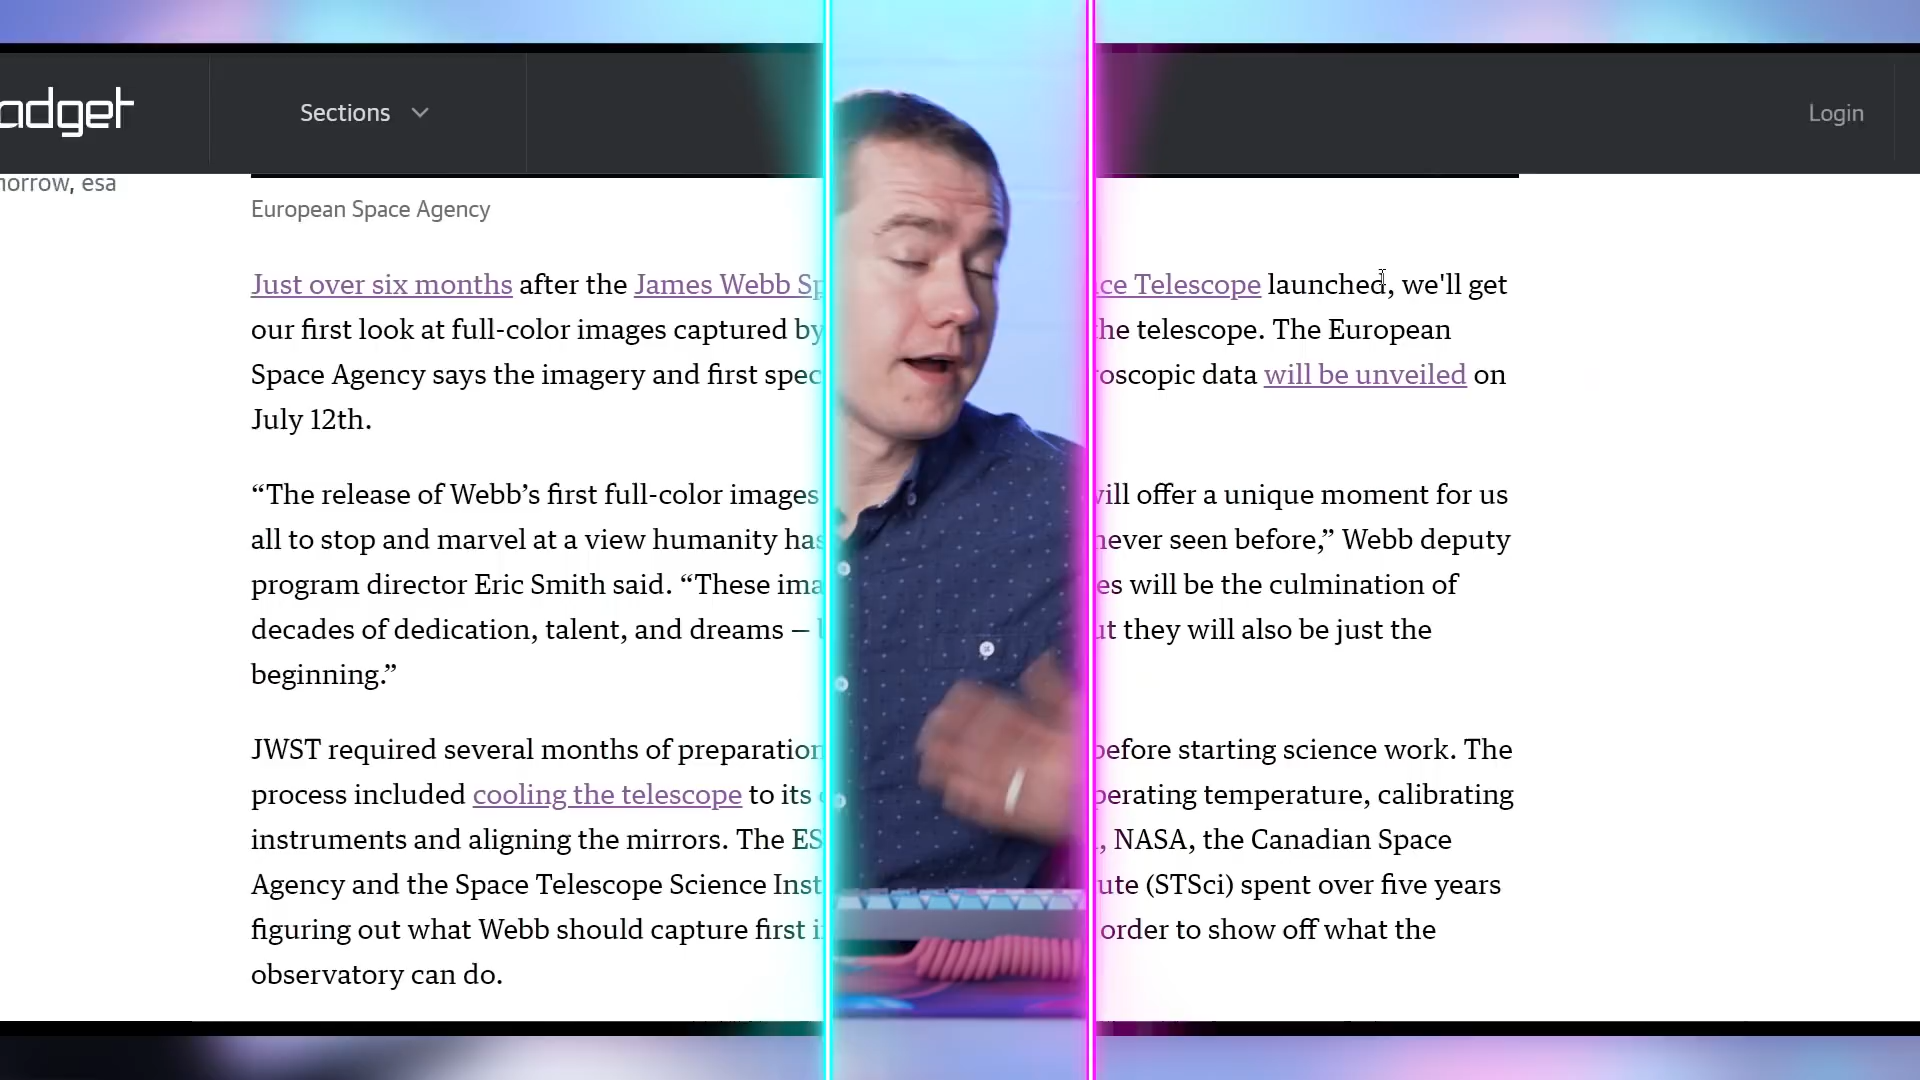 adget
Sections
Login
morrow, esa
European Space Agency
Just over six months after the James Webb Sp ce Telescope launched, we'll get
our first look at full-color images captured by the telescope. The European
Space Agency says the imagery and first spec roscopic data will be unveiled on
July 12th.
“The release of Webb’s first full-color images will offer a unique moment for us
all to stop and marvel at a view humanity has never seen before,” Webb deputy
program director Eric Smith said. “These ima es will be the culmination of
decades of dedication, talent, and dreams — b ut they will also be just the
beginning.”
JWST required several months of preparation before starting science work. The
process included cooling the telescope to its o perating temperature, calibrating
instruments and aligning the mirrors. The ES , NASA, the Canadian Space
Agency and the Space Telescope Science Inst ute (STSci) spent over five years
figuring out what Webb should capture first i order to show off what the
observatory can do.